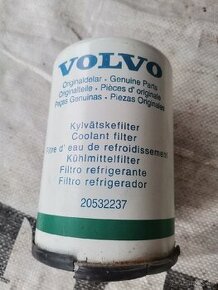 VOLVO
Originaldelar · Genuine Parts
Originalteile · Pièces d'origine
Peças Genuinas · Piezas Originales
Kylvätskefilter
Coolant filter
Filtre d'eau de refroidissement
Kühlmittelfilter
Filtro refrigerante
Filtro refrigerador
20532237